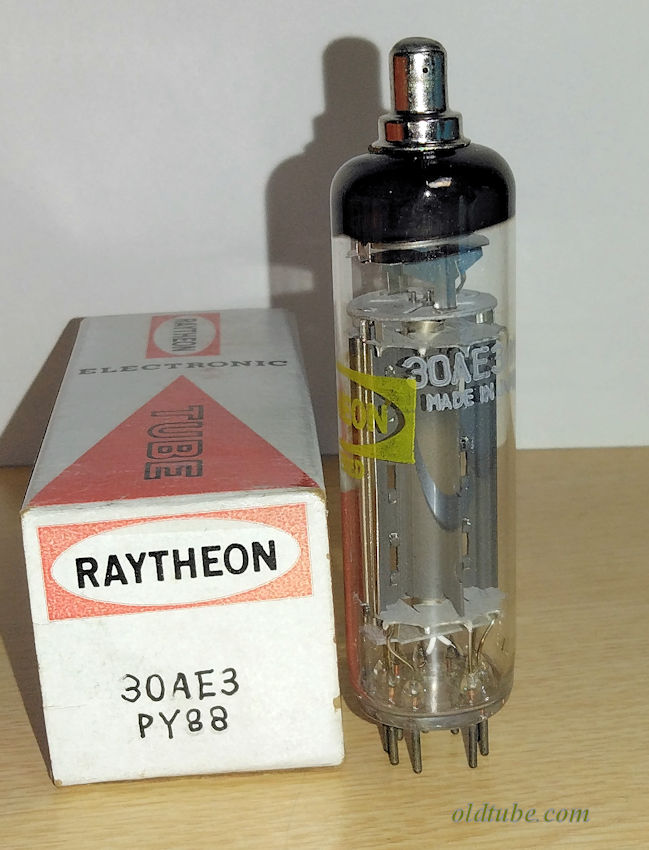 RAYTHEON
ELECTRONIC
TUBE
RAYTHEON
30AE3
PY88
30AE3
MADE IN
oldtube.com